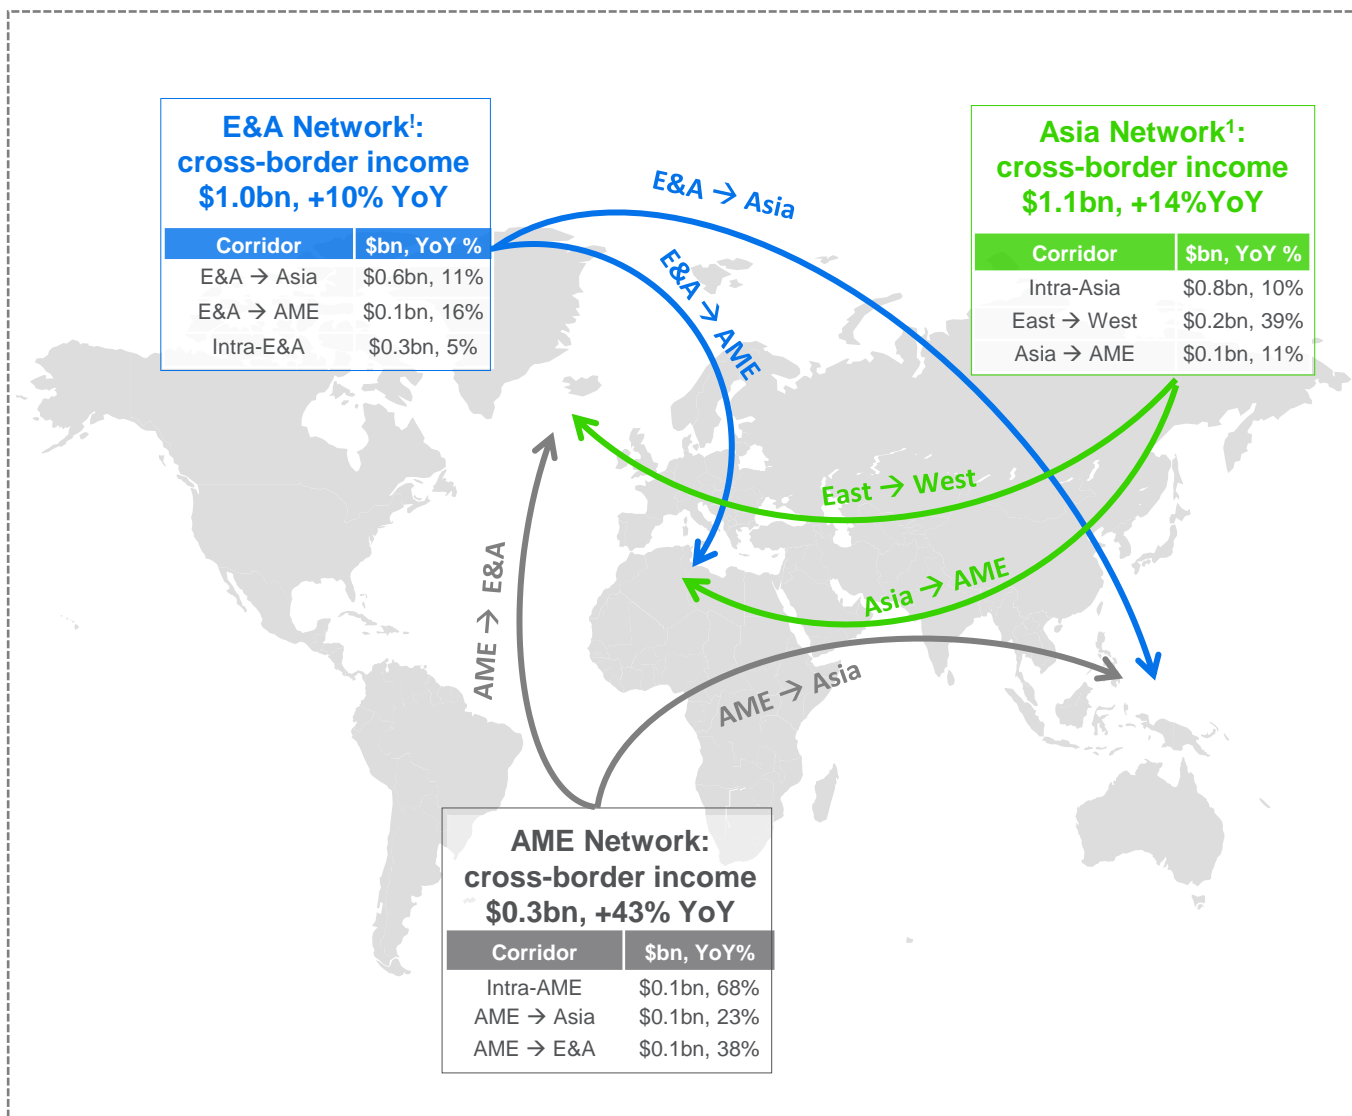 E&A Network!:
cross-border income
$1.0bn, +10% YoY
Corridor $bn, YoY %
E&A → Asia $0.6bn, 11%
E&A → AME $0.1bn, 16%
Intra-E&A $0.3bn, 5%
Asia Network¹:
cross-border income
$1.1bn, +14%YoY
Corridor $bn, YoY %
Intra-Asia $0.8bn, 10%
East → West $0.2bn, 39%
Asia → AME $0.1bn, 11%
E&A → Asia
E&A → AME
East → West
Asia → AME
AME → E&A
AME → Asia
AME Network:
cross-border income
$0.3bn, +43% YoY
Corridor $bn, YoY%
Intra-AME $0.1bn, 68%
AME → Asia $0.1bn, 23%
AME → E&A $0.1bn, 38%